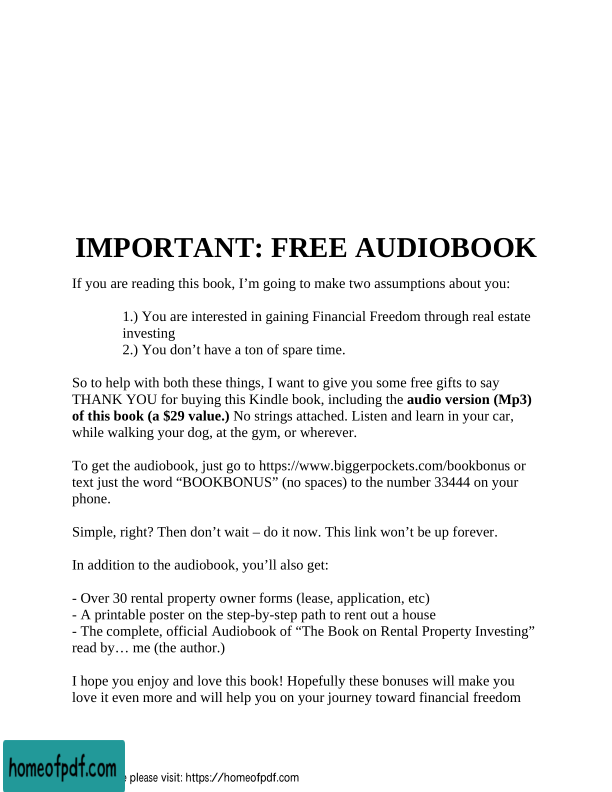 IMPORTANT: FREE AUDIOBOOK
If you are reading this book, I’m going to make two assumptions about you:
1.) You are interested in gaining Financial Freedom through real estate
investing
2.) You don’t have a ton of spare time.
So to help with both these things, I want to give you some free gifts to say
THANK YOU for buying this Kindle book, including the audio version (Mp3)
of this book (a $29 value.) No strings attached. Listen and learn in your car,
while walking your dog, at the gym, or wherever.
To get the audiobook, just go to https://www.biggerpockets.com/bookbonus or
text just the word “BOOKBONUS” (no spaces) to the number 33444 on your
phone.
Simple, right? Then don’t wait – do it now. This link won’t be up forever.
In addition to the audiobook, you’ll also get:
- Over 30 rental property owner forms (lease, application, etc)
- A printable poster on the step-by-step path to rent out a house
- The complete, official Audiobook of “The Book on Rental Property Investing”
read by… me (the author.)
I hope you enjoy and love this book! Hopefully these bonuses will make you
love it even more and will help you on your journey toward financial freedom
homeofpdf.com
please visit: https://homeofpdf.com